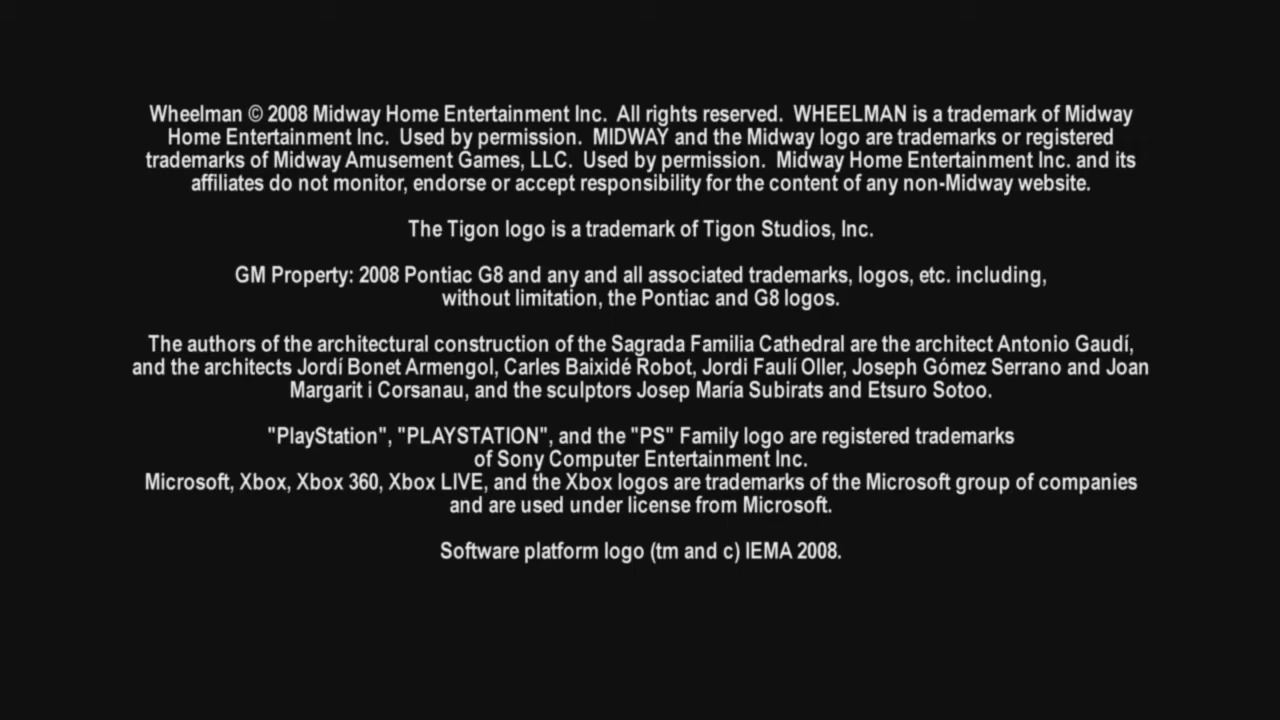 Wheelman © 2008 Midway Home Entertainment Inc.  All rights reserved.  WHEELMAN is a trademark of Midway
Home Entertainment Inc.  Used by permission.  MIDWAY and the Midway logo are trademarks or registered
trademarks of Midway Amusement Games, LLC.  Used by permission.  Midway Home Entertainment Inc. and its
affiliates do not monitor, endorse or accept responsibility for the content of any non-Midway website.
The Tigon logo is a trademark of Tigon Studios, Inc.
GM Property: 2008 Pontiac G8 and any and all associated trademarks, logos, etc. including,
without limitation, the Pontiac and G8 logos.
The authors of the architectural construction of the Sagrada Familia Cathedral are the architect Antonio Gaudí,
and the architects Jordí Bonet Armengol, Carles Baixidé Robot, Jordi Faulí Oller, Joseph Gómez Serrano and Joan
Margarit i Corsanau, and the sculptors Josep María Subirats and Etsuro Sotoo.
"PlayStation", "PLAYSTATION", and the "PS" Family logo are registered trademarks
of Sony Computer Entertainment Inc.
Microsoft, Xbox, Xbox 360, Xbox LIVE, and the Xbox logos are trademarks of the Microsoft group of companies
and are used under license from Microsoft.
Software platform logo (tm and c) IEMA 2008.